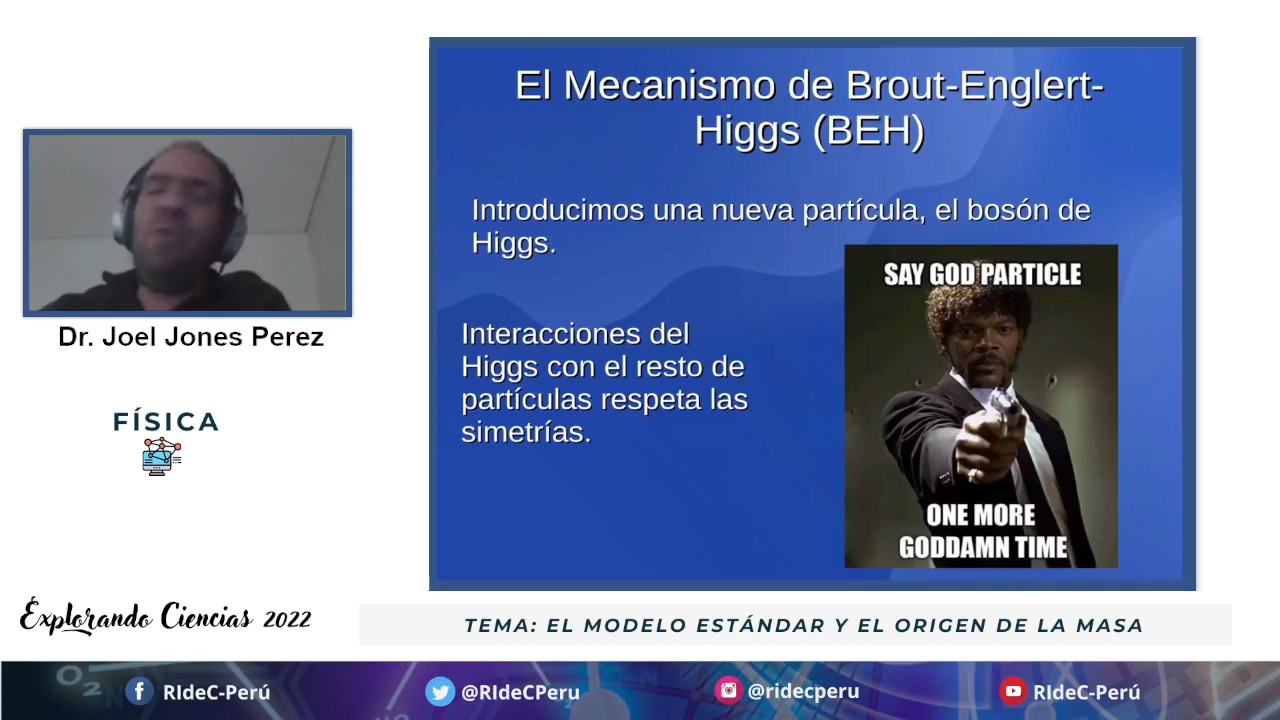 El Mecanismo de Brout-Englert-
Higgs (BEH)
Introducimos una nueva partícula, el bosón de
Higgs.
SAY GOD PARTICLE
Interacciones del
Higgs con el resto de
partículas respeta las
simetrías.
ONE MORE
GODDAMN TIME
Dr. Joel Jones Perez
FÍSICA
Explorando Ciencias 2022
TEMA: EL MODELO ESTÁNDAR Y EL ORIGEN DE LA MASA
O2
RIdeC-Perú
@RIdeCPeru
@ridecperu
RIdeC-Perú